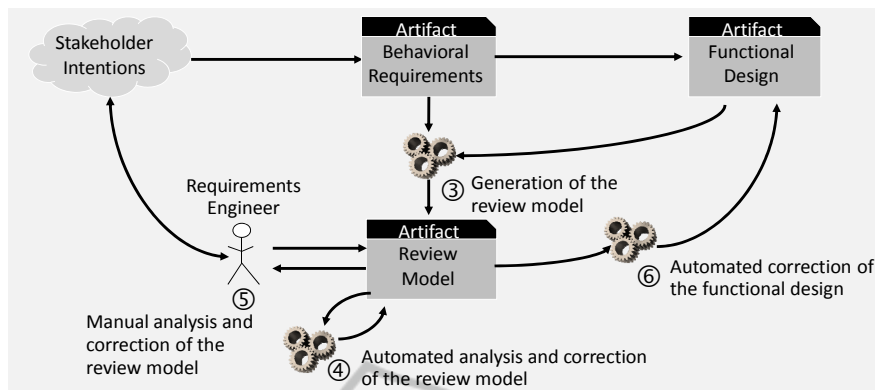 Stakeholder
Intentions
Artifact
Behavioral
Requirements
Artifact
Functional
Design
③ Generation of the
review model
Requirements
Engineer
Artifact
Review
Model
⑥ Automated correction of
the functional design
⑤
Manual analysis and
correction of the
review model
④ Automated analysis and correction
of the review model